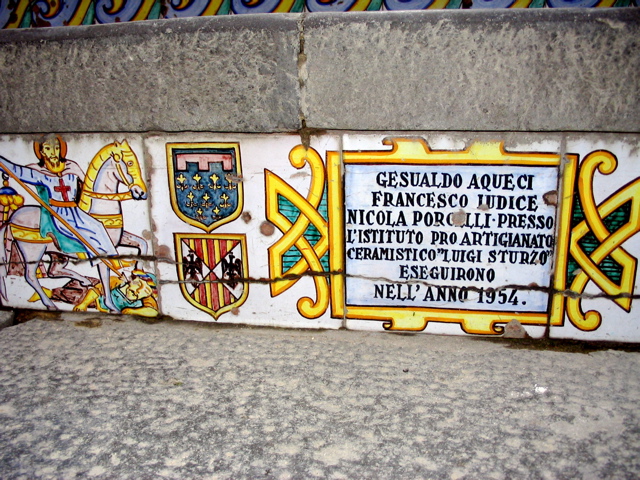 GESUALDO AQUECI
FRANCESCO IUDICE
NICOLA PORCELLI·PRESSO
L'ISTITUTO PRO ARTIGIANATO
CERAMISTICO "LUIGI STURZO"
ESEGUIRONO
NELL'ANNO 1954.